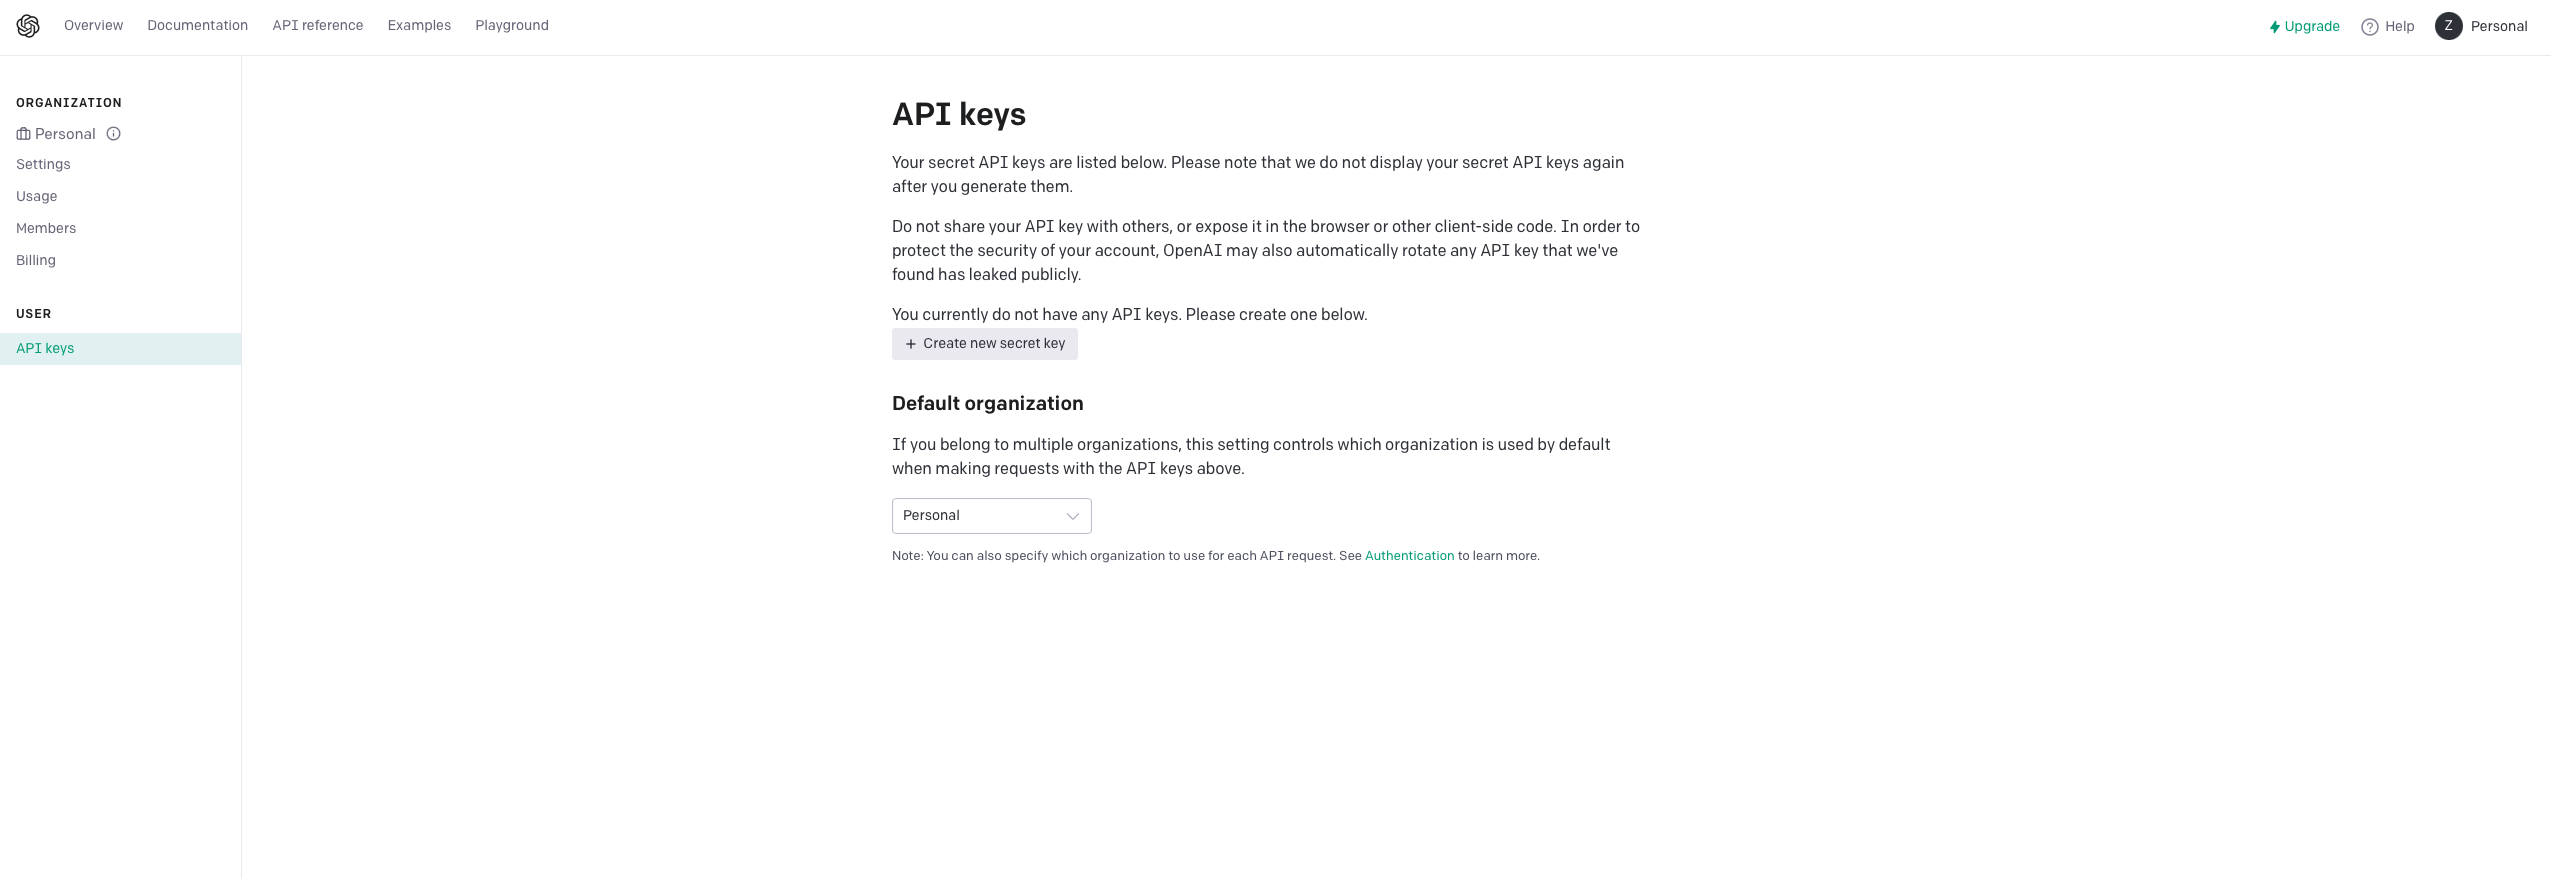 Overview Documentation API reference Examples Playground
Upgrade Help Z Personal
ORGANIZATION
Personal
Settings
Usage
Members
Billing
USER
API keys
API keys
Your secret API keys are listed below. Please note that we do not display your secret API keys again
after you generate them.
Do not share your API key with others, or expose it in the browser or other client-side code. In order to
protect the security of your account, OpenAI may also automatically rotate any API key that we've
found has leaked publicly.
You currently do not have any API keys. Please create one below.
+ Create new secret key
Default organization
If you belong to multiple organizations, this setting controls which organization is used by default
when making requests with the API keys above.
Personal
Note: You can also specify which organization to use for each API request. See Authentication to learn more.